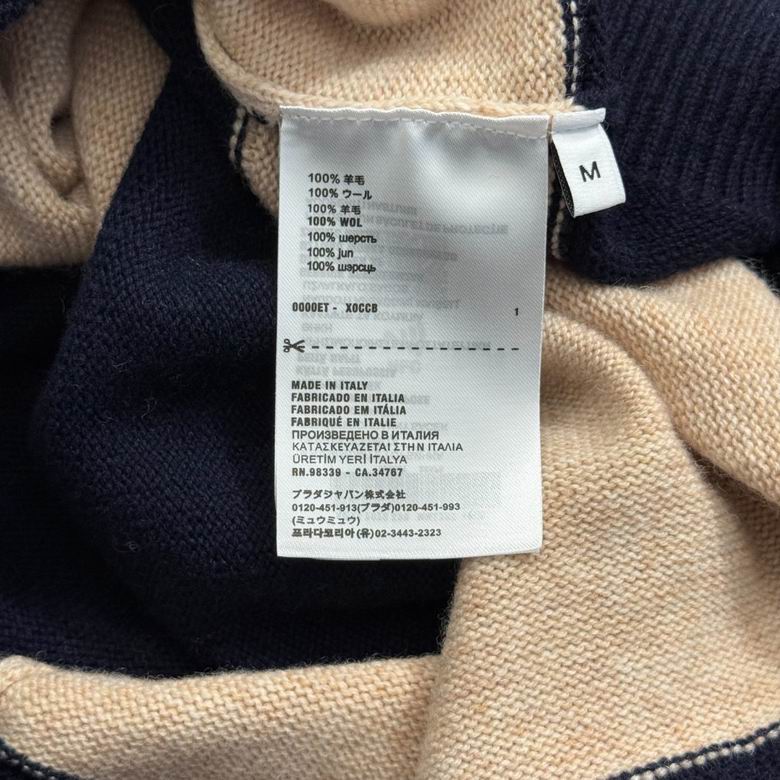 100% 羊毛
100% ウール
100% 羊毛
100% WOL
100% шерсть
100% jun
100% шэрсць
0000ET - X0CCB 1
MADE IN ITALY
FABRICADO EN ITALIA
FABRICADO EM ITÁLIA
FABRIQUÉ EN ITALIE
ПРОИЗВЕДЕНО В ИТАЛИЯ
ΚΑΤΑΣΚΕΥΑΖΕΤΑΙ ΣΤΗΝ ΙΤΑΛΙΑ
ÜRETİM YERİ İTALYA
RN.98339 - CA.34767
プラダジャパン株式会社
0120-451-913(プラダ)0120-451-993
(ミュウミュウ)
프라다코리아(유)02-3443-2323
M